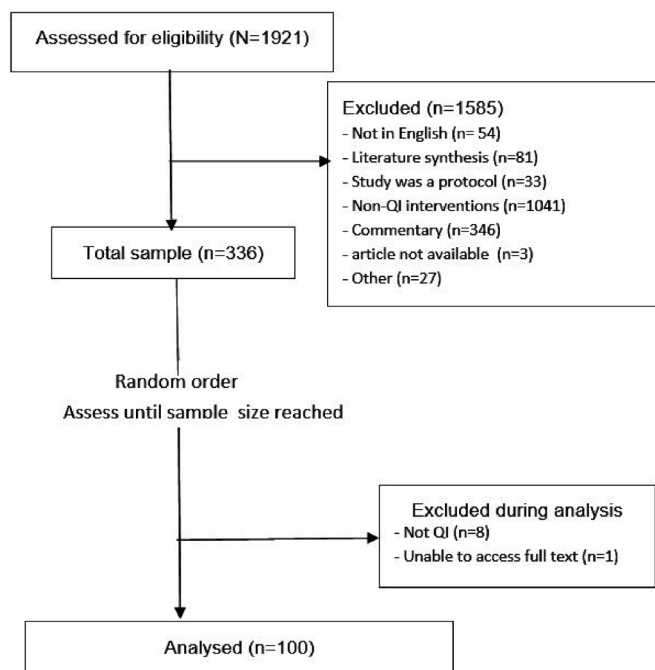 Assessed for eligibility (N=1921)
Excluded (n=1585)
- Not in English (n= 54)
- Literature synthesis (n=81)
- Study was a protocol (n=33)
- Non-QI interventions (n=1041)
- Commentary (n=346)
- article not available (n=3)
- Other (n=27)
Total sample (n=336)
Random order
Assess until sample size reached
Excluded during analysis
- Not QI (n=8)
- Unable to access full text (n=1)
Analysed (n=100)